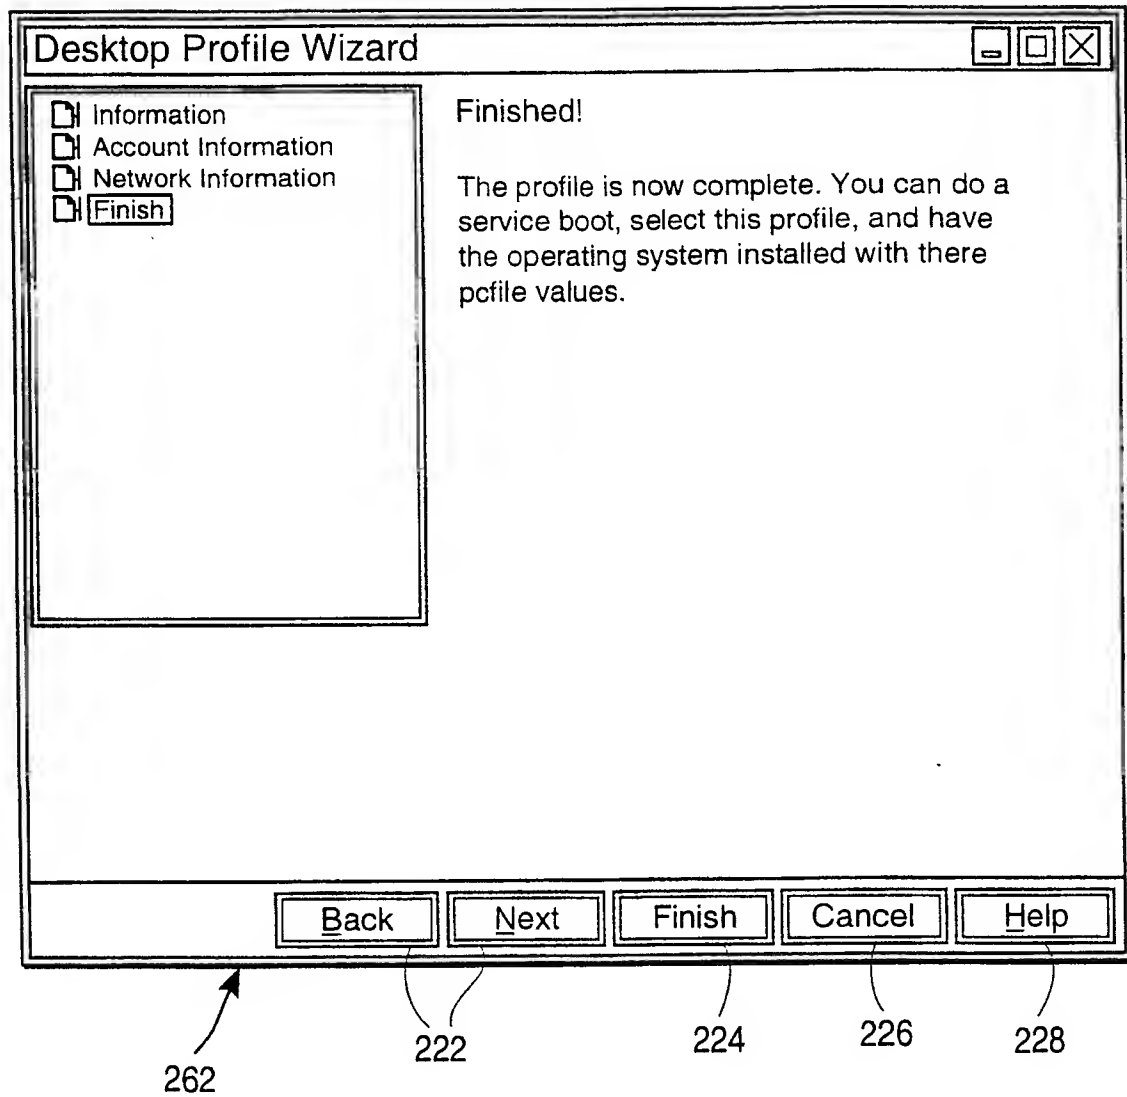 Desktop Profile Wizard
Information
Account Information
Network Information
Finish
Finished!
The profile is now complete. You can do a
service boot, select this profile, and have
the operating system installed with there
pcfile values.
Back
Next
Finish
Cancel
Help
222
224
226
228
262